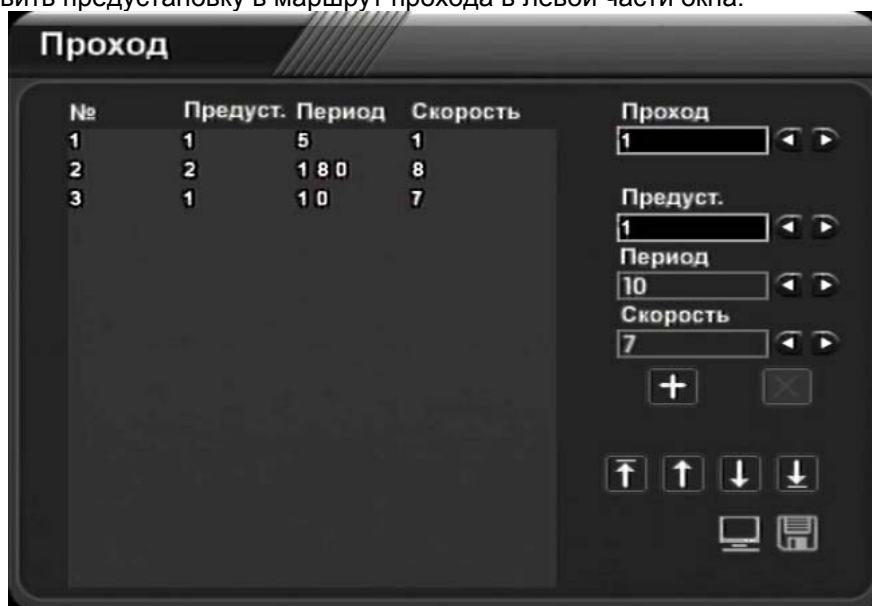 вить предустановку в маршрут прохода в левой части окна.
Проход
№ Предуст. Период Скорость
1 1 5 1
2 2 180 8
3 1 10 7
Проход
1
Предуст.
1
Период
10
Скорость
7